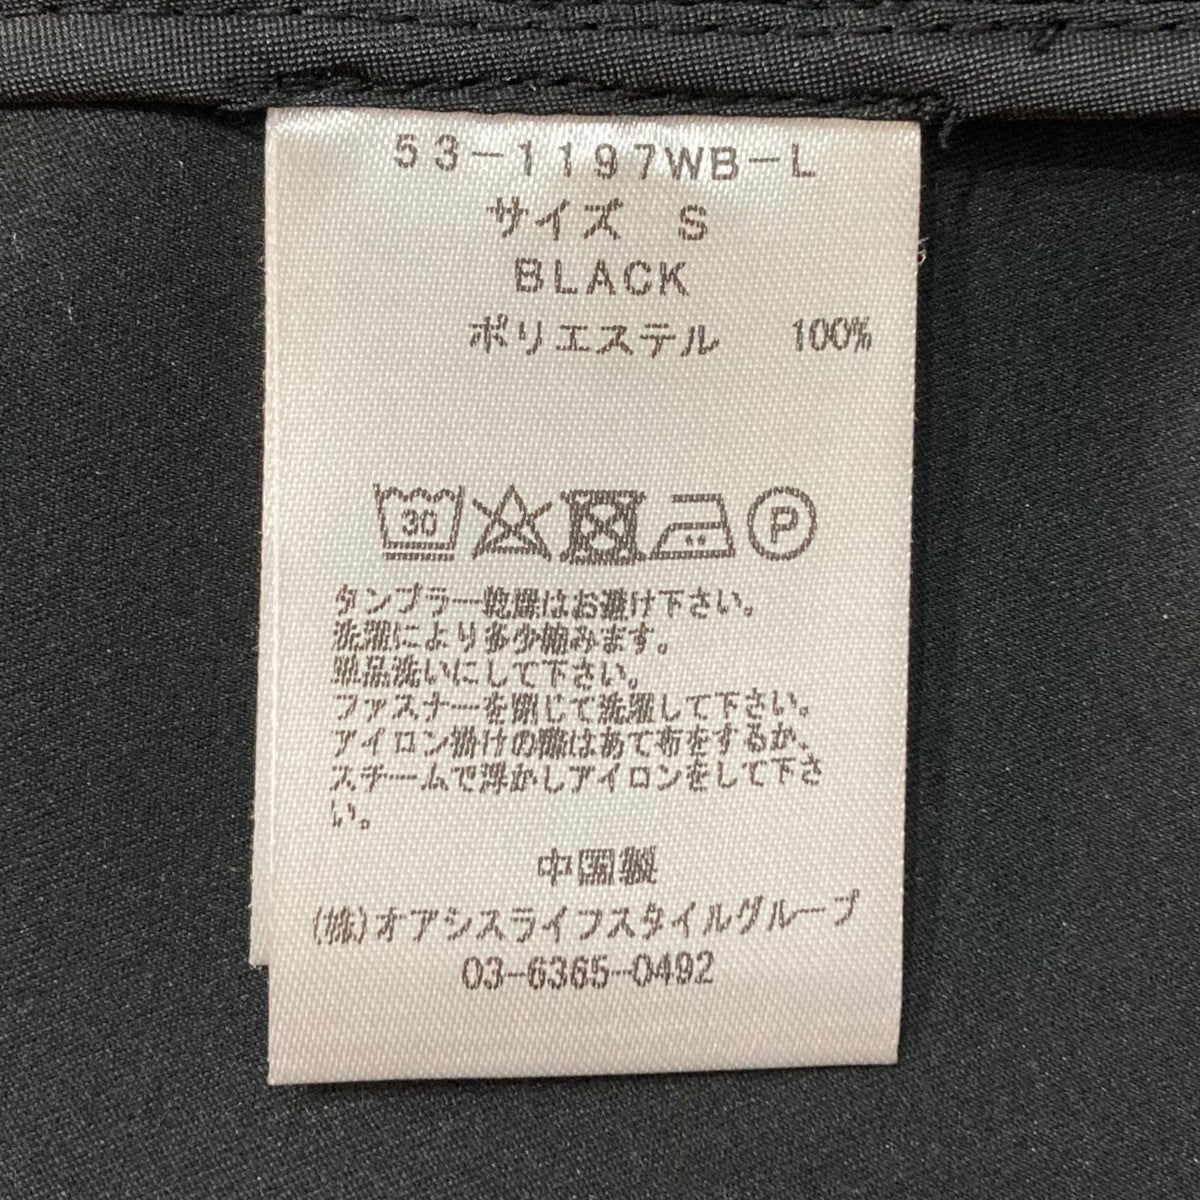 53-1197WB-L
サイズ S
BLACK
ポリエステル 100%
30
P
タンブラー乾燥はお避け下さい。
洗濯により多少縮みます。
単品洗いにして下さい。
ファスナーを閉じて洗濯して下さい。
アイロン掛けの際はあて布をするか、
スチームで浮かしアイロンをして下さ
い。
中国製
(株)オアシスライフスタイルグループ
03-6365-0492